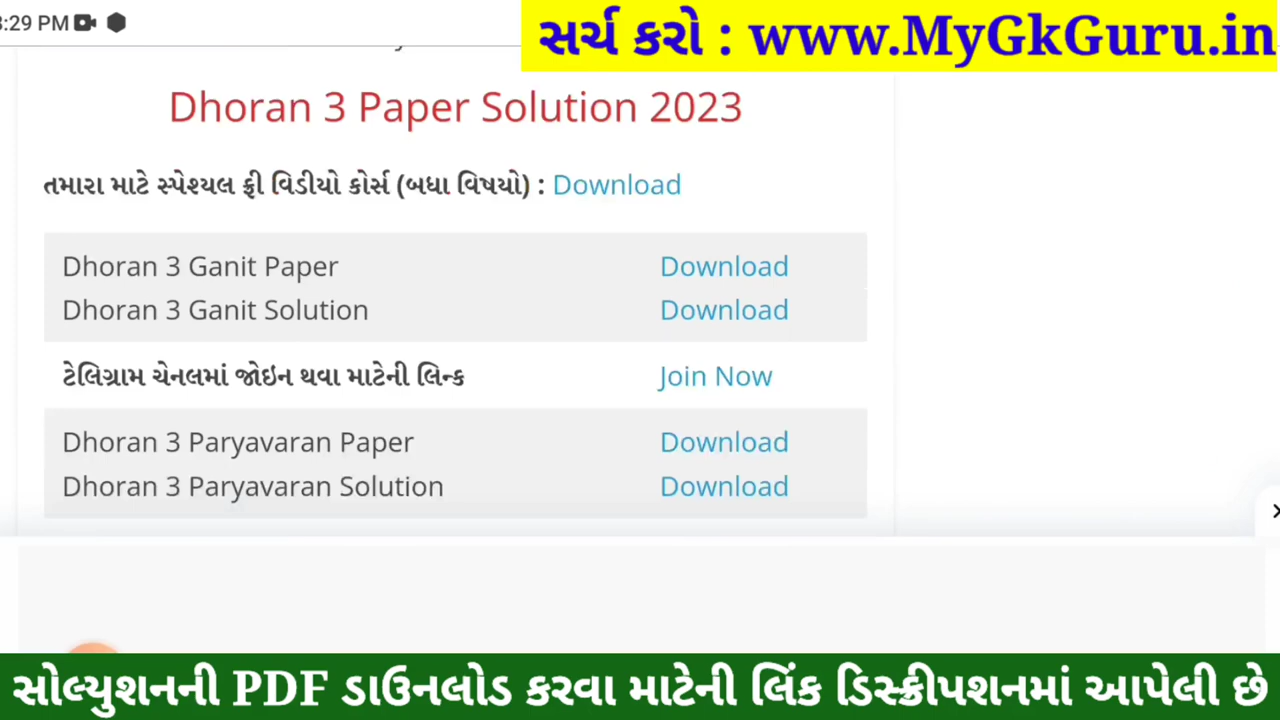 :29 PM
સર્ચ કરો : www.MyGkGuru.in
Dhoran 3 Paper Solution 2023
તમારા માટે સ્પેશ્યલ ફ્રી વિડીયો કોર્સ (બધા વિષયો) : Download
Dhoran 3 Ganit Paper Download
Dhoran 3 Ganit Solution Download
ટેલિગ્રામ ચેનલમાં જોઇન થવા માટેની લિન્ક Join Now
Dhoran 3 Paryavaran Paper Download
Dhoran 3 Paryavaran Solution Download
સોલ્યુશનની PDF ડાઉનલોડ કરવા માટેની લિંક ડિસ્ક્રીપશનમાં આપેલી છે